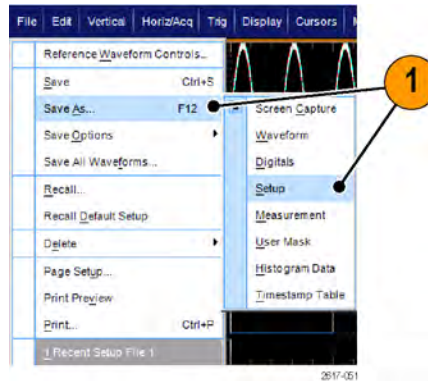 File Edit Vertical Horiz/Acq Trig Display Cursors
Reference Waveform Controls...
Save Ctrl+S
Save As... F12
Save Options
Save All Waveforms...
Recall...
Recall Default Setup
Delete
Page Setup...
Print Preview
Print... Ctrl+P
1 Recent Setup File 1
Screen Capture
Waveform
Digitals
Setup
Measurement
User Mask
Histogram Data
Timestamp Table
1
2617-051